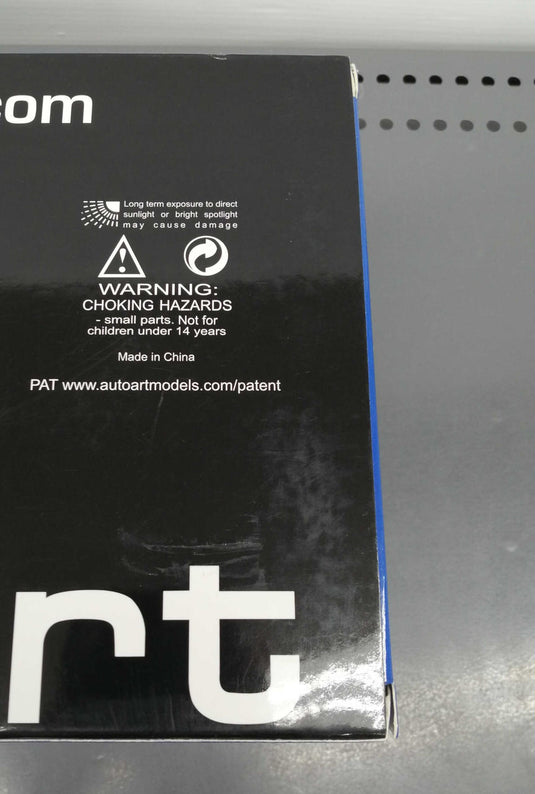 com
Long term exposure to direct
sunlight or bright spotlight
may cause damage
WARNING:
CHOKING HAZARDS
- small parts. Not for
children under 14 years
Made in China
PAT www.autoartmodels.com/patent
rt